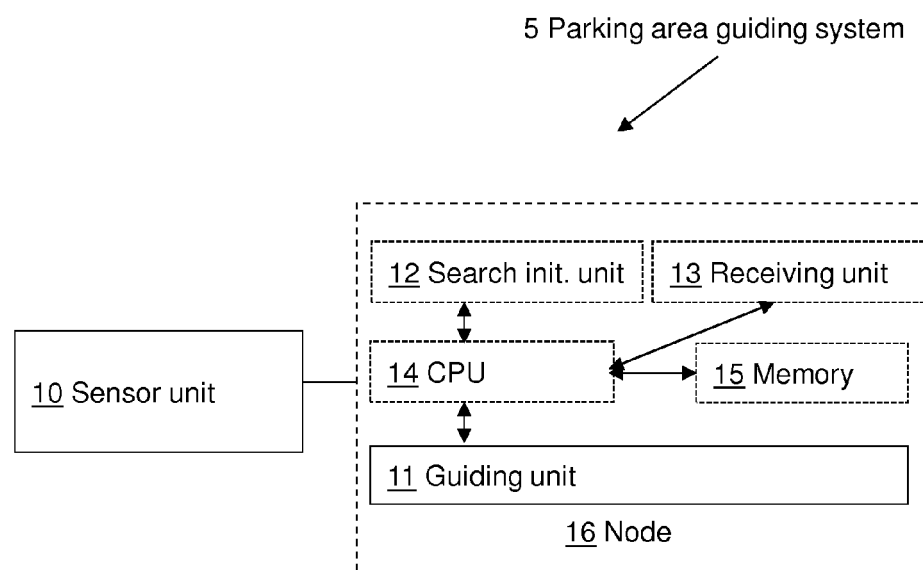 5 Parking area guiding system
12 Search init. unit
13 Receiving unit
10 Sensor unit
14 CPU
15 Memory
11 Guiding unit
16 Node